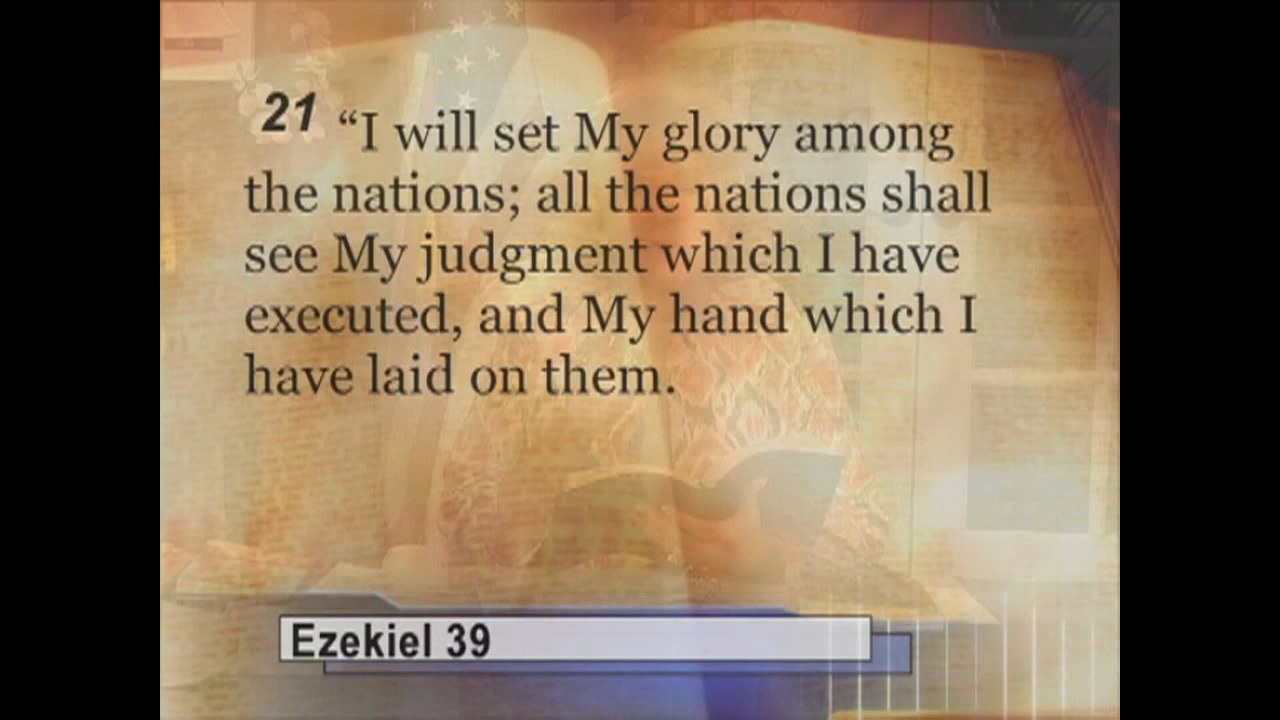 21 “I will set My glory among
the nations; all the nations shall
see My judgment which I have
executed, and My hand which I
have laid on them.
Ezekiel 39